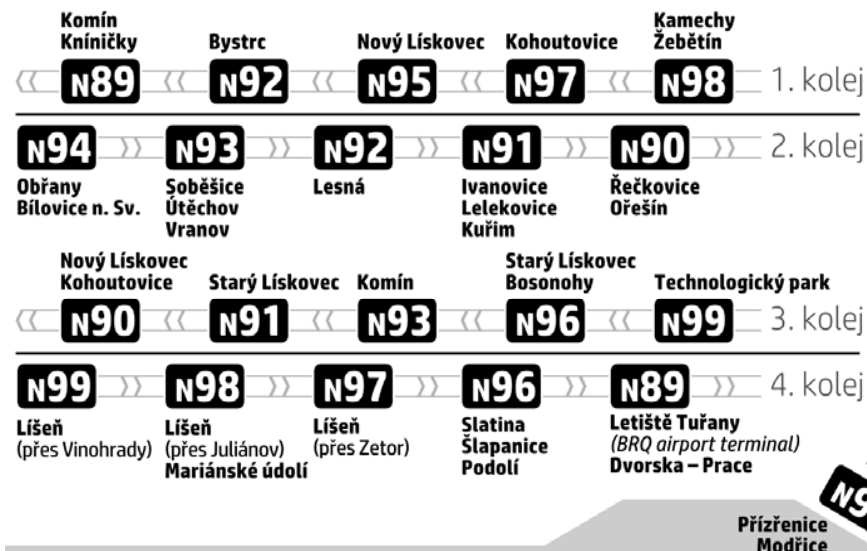 Komín
Kníničky
Bystrc
Nový Lískovec
Kohoutovice
Kamechy
Žebětín
N89 N92 N95 N97 N98 1. kolej
N94 N93 N92 N91 N90 2. kolej
Obřany
Bílovice n. Sv.
Soběšice
Útěchov
Vranov
Lesná
Ivanovice
Lelekovice
Kuřim
Řečkovice
Ořešín
Nový Lískovec
Kohoutovice
Starý Lískovec
Komín
Starý Lískovec
Bosonohy
Technologický park
N90 N91 N93 N96 N99 3. kolej
N99 N98 N97 N96 N89 4. kolej
Líšeň
(přes Vinohrady)
Líšeň
(přes Juliánov)
Mariánské údolí
Líšeň
(přes Zetor)
Slatina
Šlapanice
Podolí
Letiště Tuřany
(BRQ airport terminal)
Dvorska – Prace
Přízřenice
Modřice